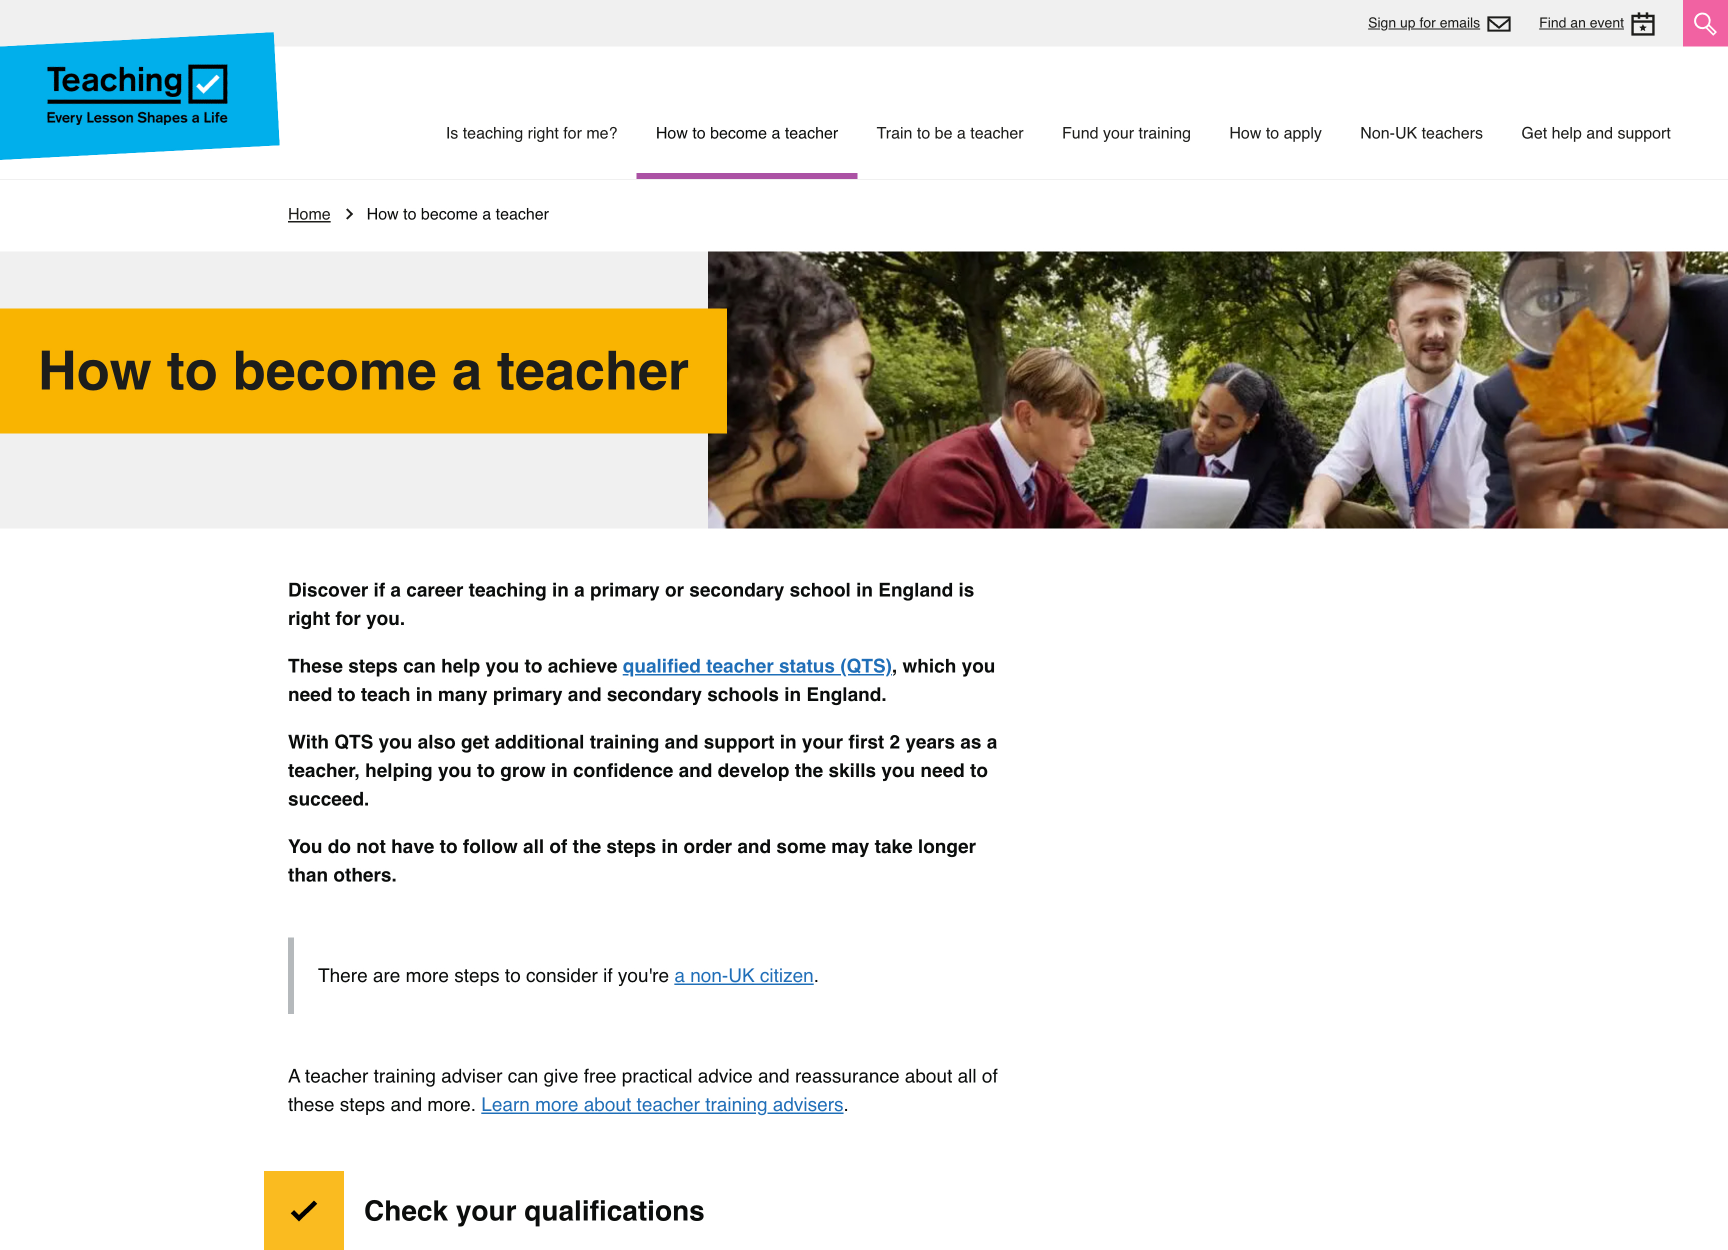 Sign up for emails
Find an event
Teaching
Every Lesson Shapes a Life
Is teaching right for me?
How to become a teacher
Train to be a teacher
Fund your training
How to apply
Non-UK teachers
Get help and support
Home
How to become a teacher
How to become a teacher
Discover if a career teaching in a primary or secondary school in England is
right for you.
These steps can help you to achieve qualified teacher status (QTS), which you
need to teach in many primary and secondary schools in England.
With QTS you also get additional training and support in your first 2 years as a
teacher, helping you to grow in confidence and develop the skills you need to
succeed.
You do not have to follow all of the steps in order and some may take longer
than others.
There are more steps to consider if you're a non-UK citizen.
A teacher training adviser can give free practical advice and reassurance about all of
these steps and more. Learn more about teacher training advisers.
Check your qualifications